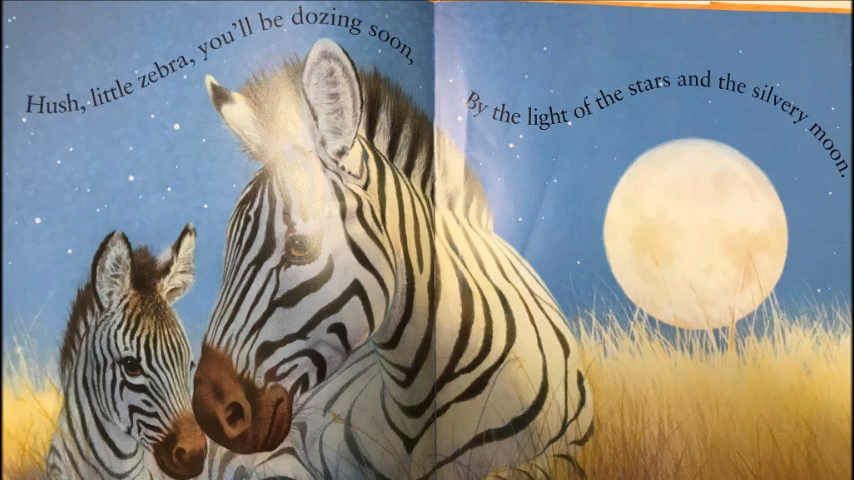 Hush, little zebra, you'll be dozing soon,
By the light of the stars and the silvery moon.